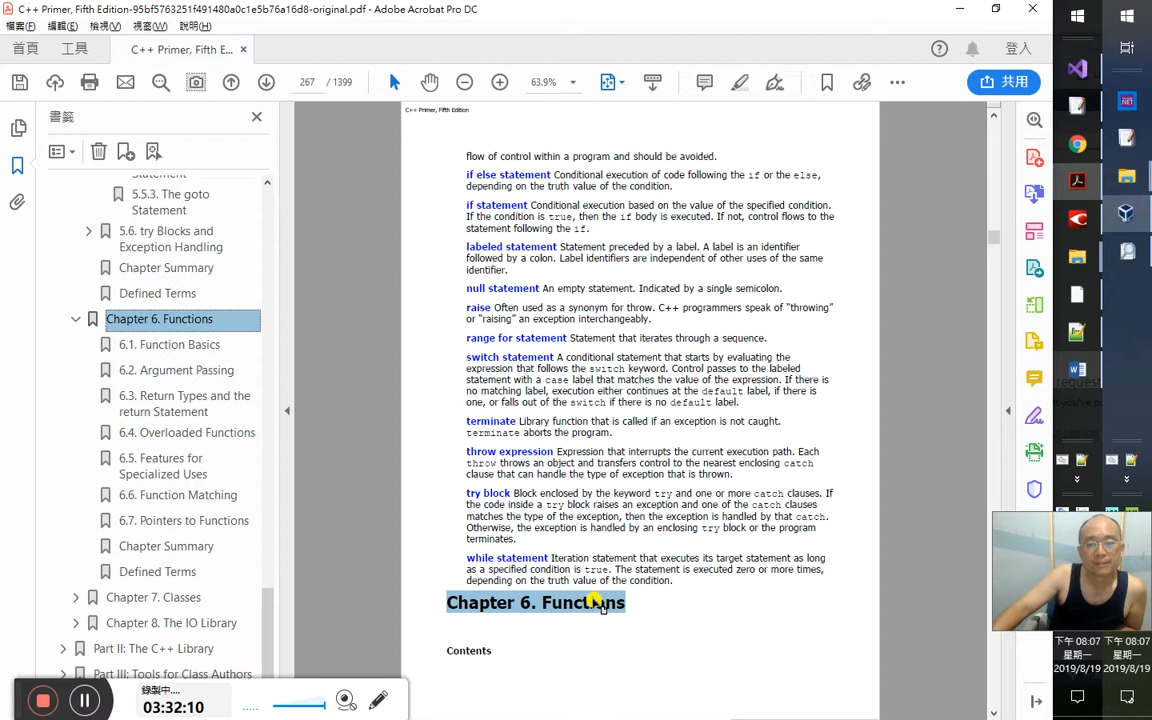 C++ Primer, Fifth Edition-95bf5763251f491480a0c1e5b76a16d8-original.pdf - Adobe Acrobat Pro DC
檔案(F) 編輯(E) 檢視(V) 視窗(W) 說明(H)
首頁 工具 C++ Primer, Fifth E... × 登入
267 / 1399 63.9% 共用
書籤
Statement
5.5.3. The goto
Statement
5.6. try Blocks and
Exception Handling
Chapter Summary
Defined Terms
Chapter 6. Functions
6.1. Function Basics
6.2. Argument Passing
6.3. Return Types and the
return Statement
6.4. Overloaded Functions
6.5. Features for
Specialized Uses
6.6. Function Matching
6.7. Pointers to Functions
Chapter Summary
Defined Terms
Chapter 7. Classes
Chapter 8. The IO Library
Part II: The C++ Library
Part III: Tools for Class Authors
C++ Primer, Fifth Edition
flow of control within a program and should be avoided.
if else statement Conditional execution of code following the if or the else,
depending on the truth value of the condition.
if statement Conditional execution based on the value of the specified condition.
If the condition is true, then the if body is executed. If not, control flows to the
statement following the if.
labeled statement Statement preceded by a label. A label is an identifier
followed by a colon. Label identifiers are independent of other uses of the same
identifier.
null statement An empty statement. Indicated by a single semicolon.
raise Often used as a synonym for throw. C++ programmers speak of “throwing”
or “raising” an exception interchangeably.
range for statement Statement that iterates through a sequence.
switch statement A conditional statement that starts by evaluating the
expression that follows the switch keyword. Control passes to the labeled
statement with a case label that matches the value of the expression. If there is
no matching label, execution either continues at the default label, if there is
one, or falls out of the switch if there is no default label.
terminate Library function that is called if an exception is not caught.
terminate aborts the program.
throw expression Expression that interrupts the current execution path. Each
throw throws an object and transfers control to the nearest enclosing catch
clause that can handle the type of exception that is thrown.
try block Block enclosed by the keyword try and one or more catch clauses. If
the code inside a try block raises an exception and one of the catch clauses
matches the type of the exception, then the exception is handled by that catch.
Otherwise, the exception is handled by an enclosing try block or the program
terminates.
while statement Iteration statement that executes its target statement as long
as a specified condition is true. The statement is executed zero or more times,
depending on the truth value of the condition.
Chapter 6. Functions
Contents
錄製中....
03:32:10
.NET
request
下午 08:07 下午 08:07
星期一 星期一
2019/8/19 2019/8/19